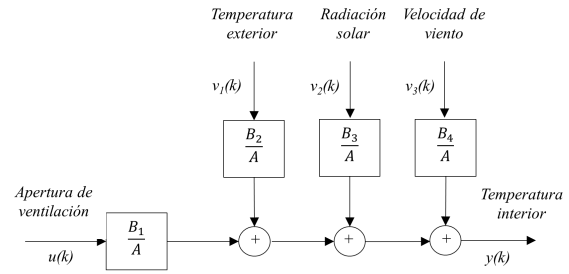 Temperatura
exterior
Radiación
solar
Velocidad de
viento
v₁(k)
v₂(k)
v₃(k)
B₂
A
B₃
A
B₄
A
Apertura de
ventilación
u(k)
B₁
A
+
+
+
Temperatura
interior
y(k)